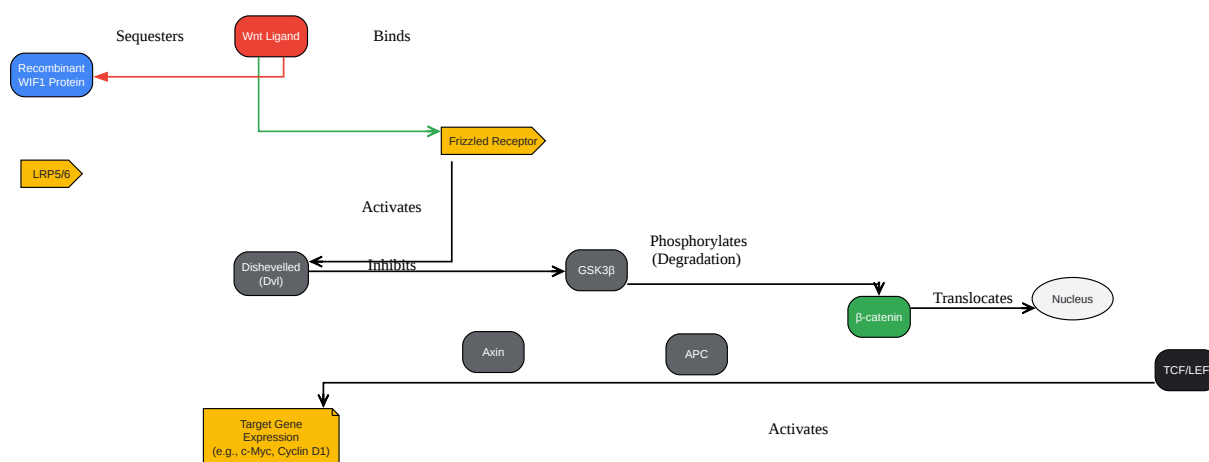 Sequesters
Wnt Ligand
Binds
Recombinant
WIF1 Protein
Frizzled Receptor
LRP5/6
Activates
Dishevelled
(Dvl)
Inhibits
GSK3β
Phosphorylates
(Degradation)
β-catenin
Translocates
Nucleus
Axin
APC
TCF/LEF
Target Gene
Expression
(e.g., c-Myc, Cyclin D1)
Activates